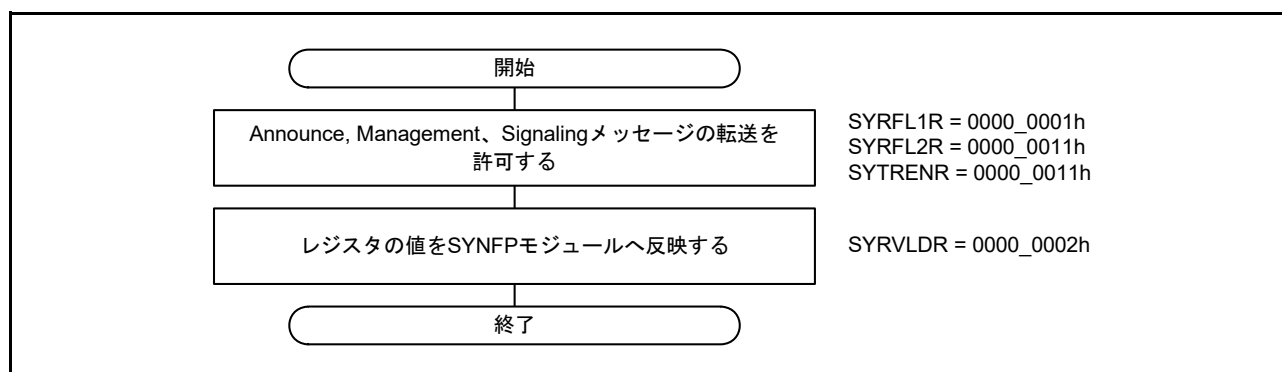 開始
Announce, Management、Signalingメッセージの転送を
許可する
SYRFL1R = 0000_0001h
SYRFL2R = 0000_0011h
SYTRENR = 0000_0011h
レジスタの値をSYNFPモジュールへ反映する
SYRVLDR = 0000_0002h
終了